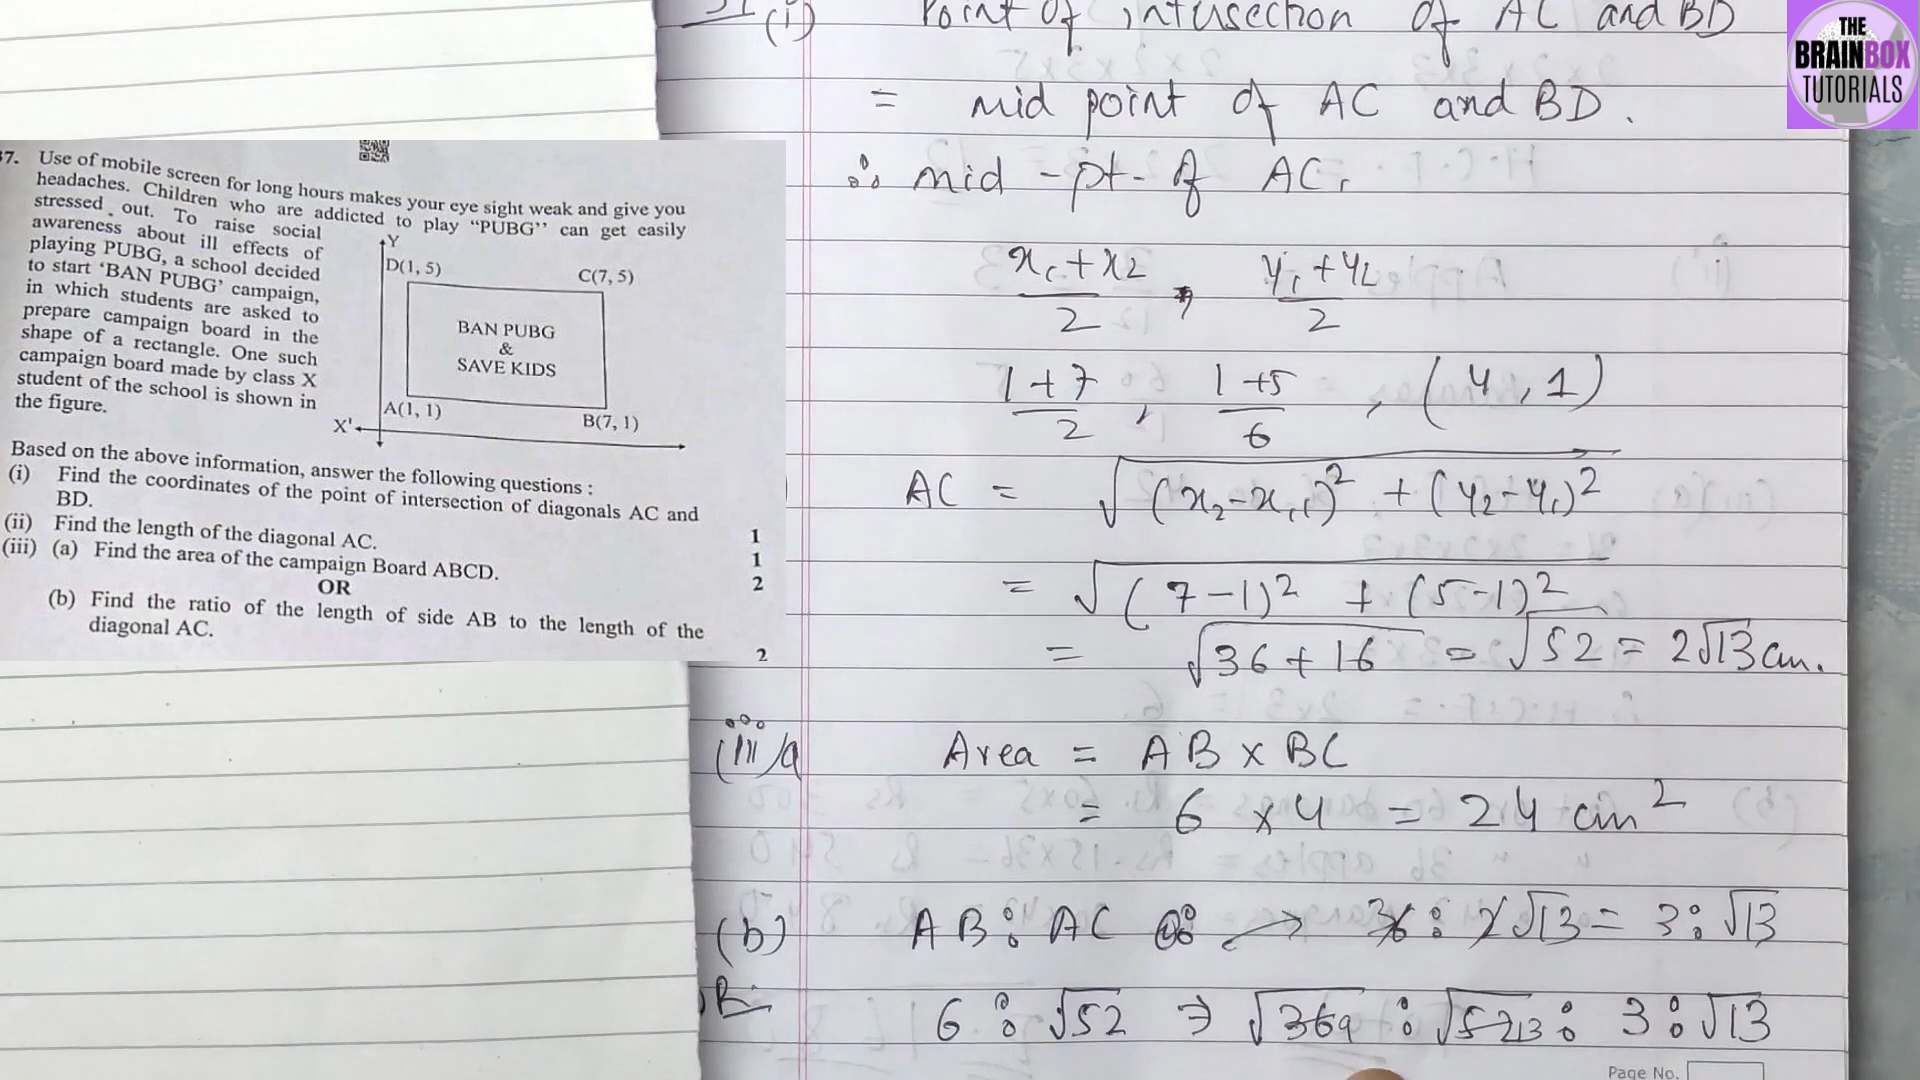 (i) Point of intersection of AC and BD
= mid point of AC and BD.
∴ mid-pt- of AC,
x₁+x2/2 , y₁+y2/2
1+7/2 , 1+5/6 , (4,1)
AC = √(x₂-x₁)² + (y₂-y₁)²
= √(7-1)² + (5-1)²
= √36+16 = √52 = 2√13 cm.
(iii/a Area = AB x BC
= 6 x 4 = 24 cm²
(b) AB : AC → : 2√13 = 3 : √13
6 : √52 ⇒ √36 9 : √52 13 : 3 : √13
Page No.
THE
BRAINBOX
TUTORIALS
37. Use of mobile screen for long hours makes your eye sight weak and give you
headaches. Children who are addicted to play “PUBG” can get easily
stressed out. To raise social
awareness about ill effects of
playing PUBG, a school decided
to start ‘BAN PUBG’ campaign,
in which students are asked to
prepare campaign board in the
shape of a rectangle. One such
campaign board made by class X
student of the school is shown in
the figure.
Y
D(1, 5)
C(7, 5)
BAN PUBG
&
SAVE KIDS
A(1, 1)
B(7, 1)
X'
Based on the above information, answer the following questions :
(i) Find the coordinates of the point of intersection of diagonals AC and
BD. 1
(ii) Find the length of the diagonal AC. 1
(iii) (a) Find the area of the campaign Board ABCD. 2
OR
(b) Find the ratio of the length of side AB to the length of the
diagonal AC. 2